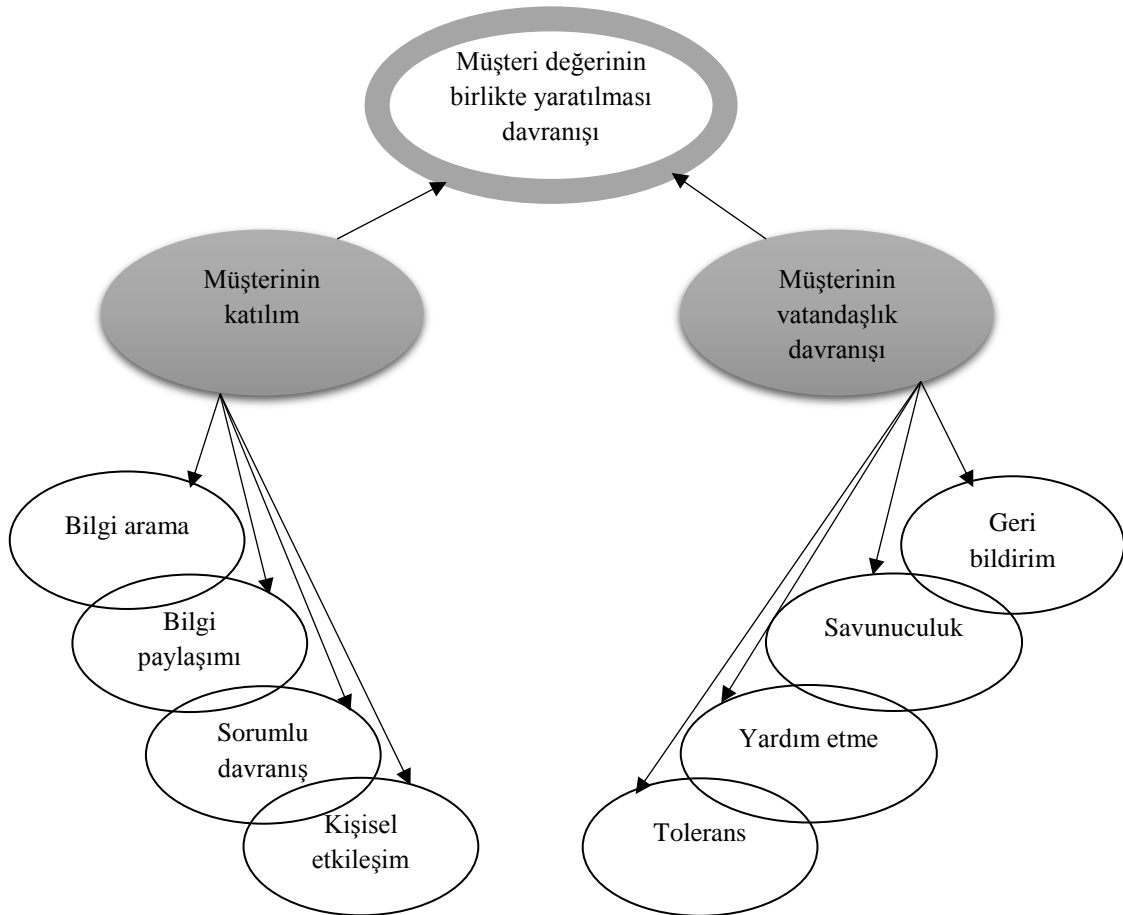 Müşteri değerinin
birlikte yaratılması
davranışı
Müşterinin
katılım
Müşterinin
vatandaşlık
davranışı
Bilgi arama
Bilgi
paylaşımı
Sorumlu
davranış
Kişisel
etkileşim
Geri
bildirim
Savunuculuk
Yardım etme
Tolerans